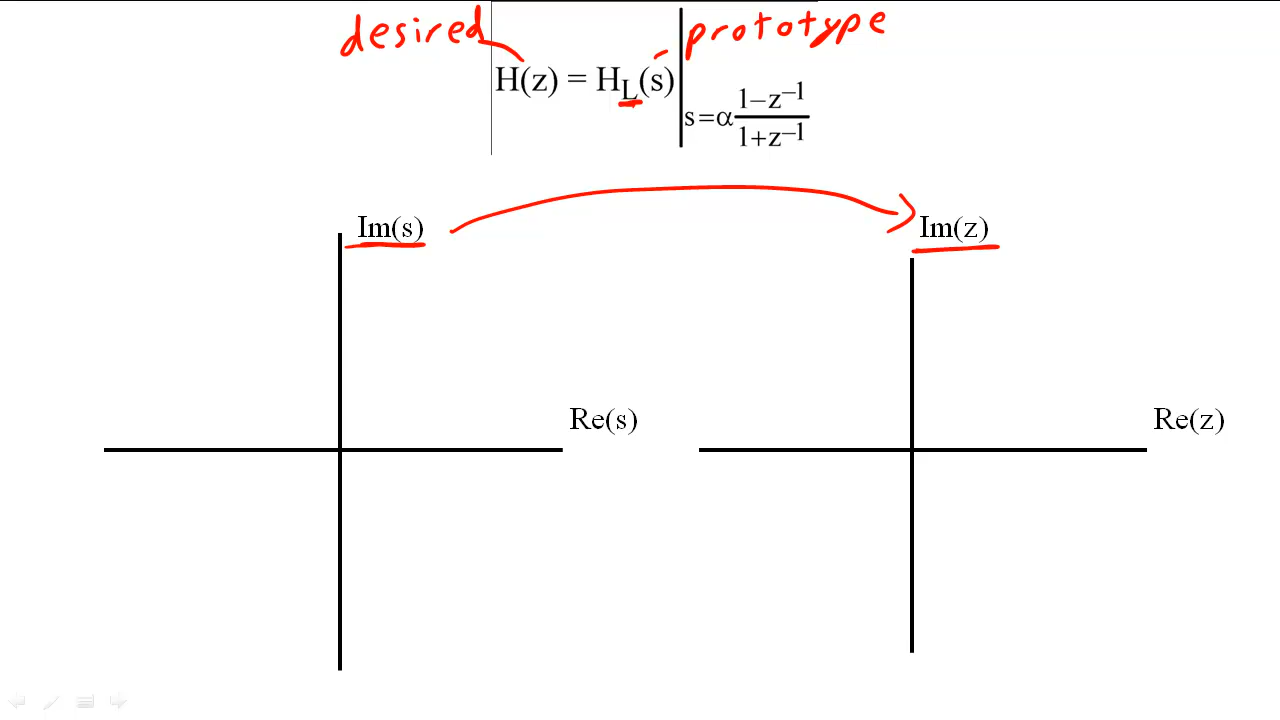 desired prototype
H(z) = H_L(s)|
s=α (1−z⁻¹)/(1+z⁻¹)
Im(s) Im(z)
Re(s) Re(z)